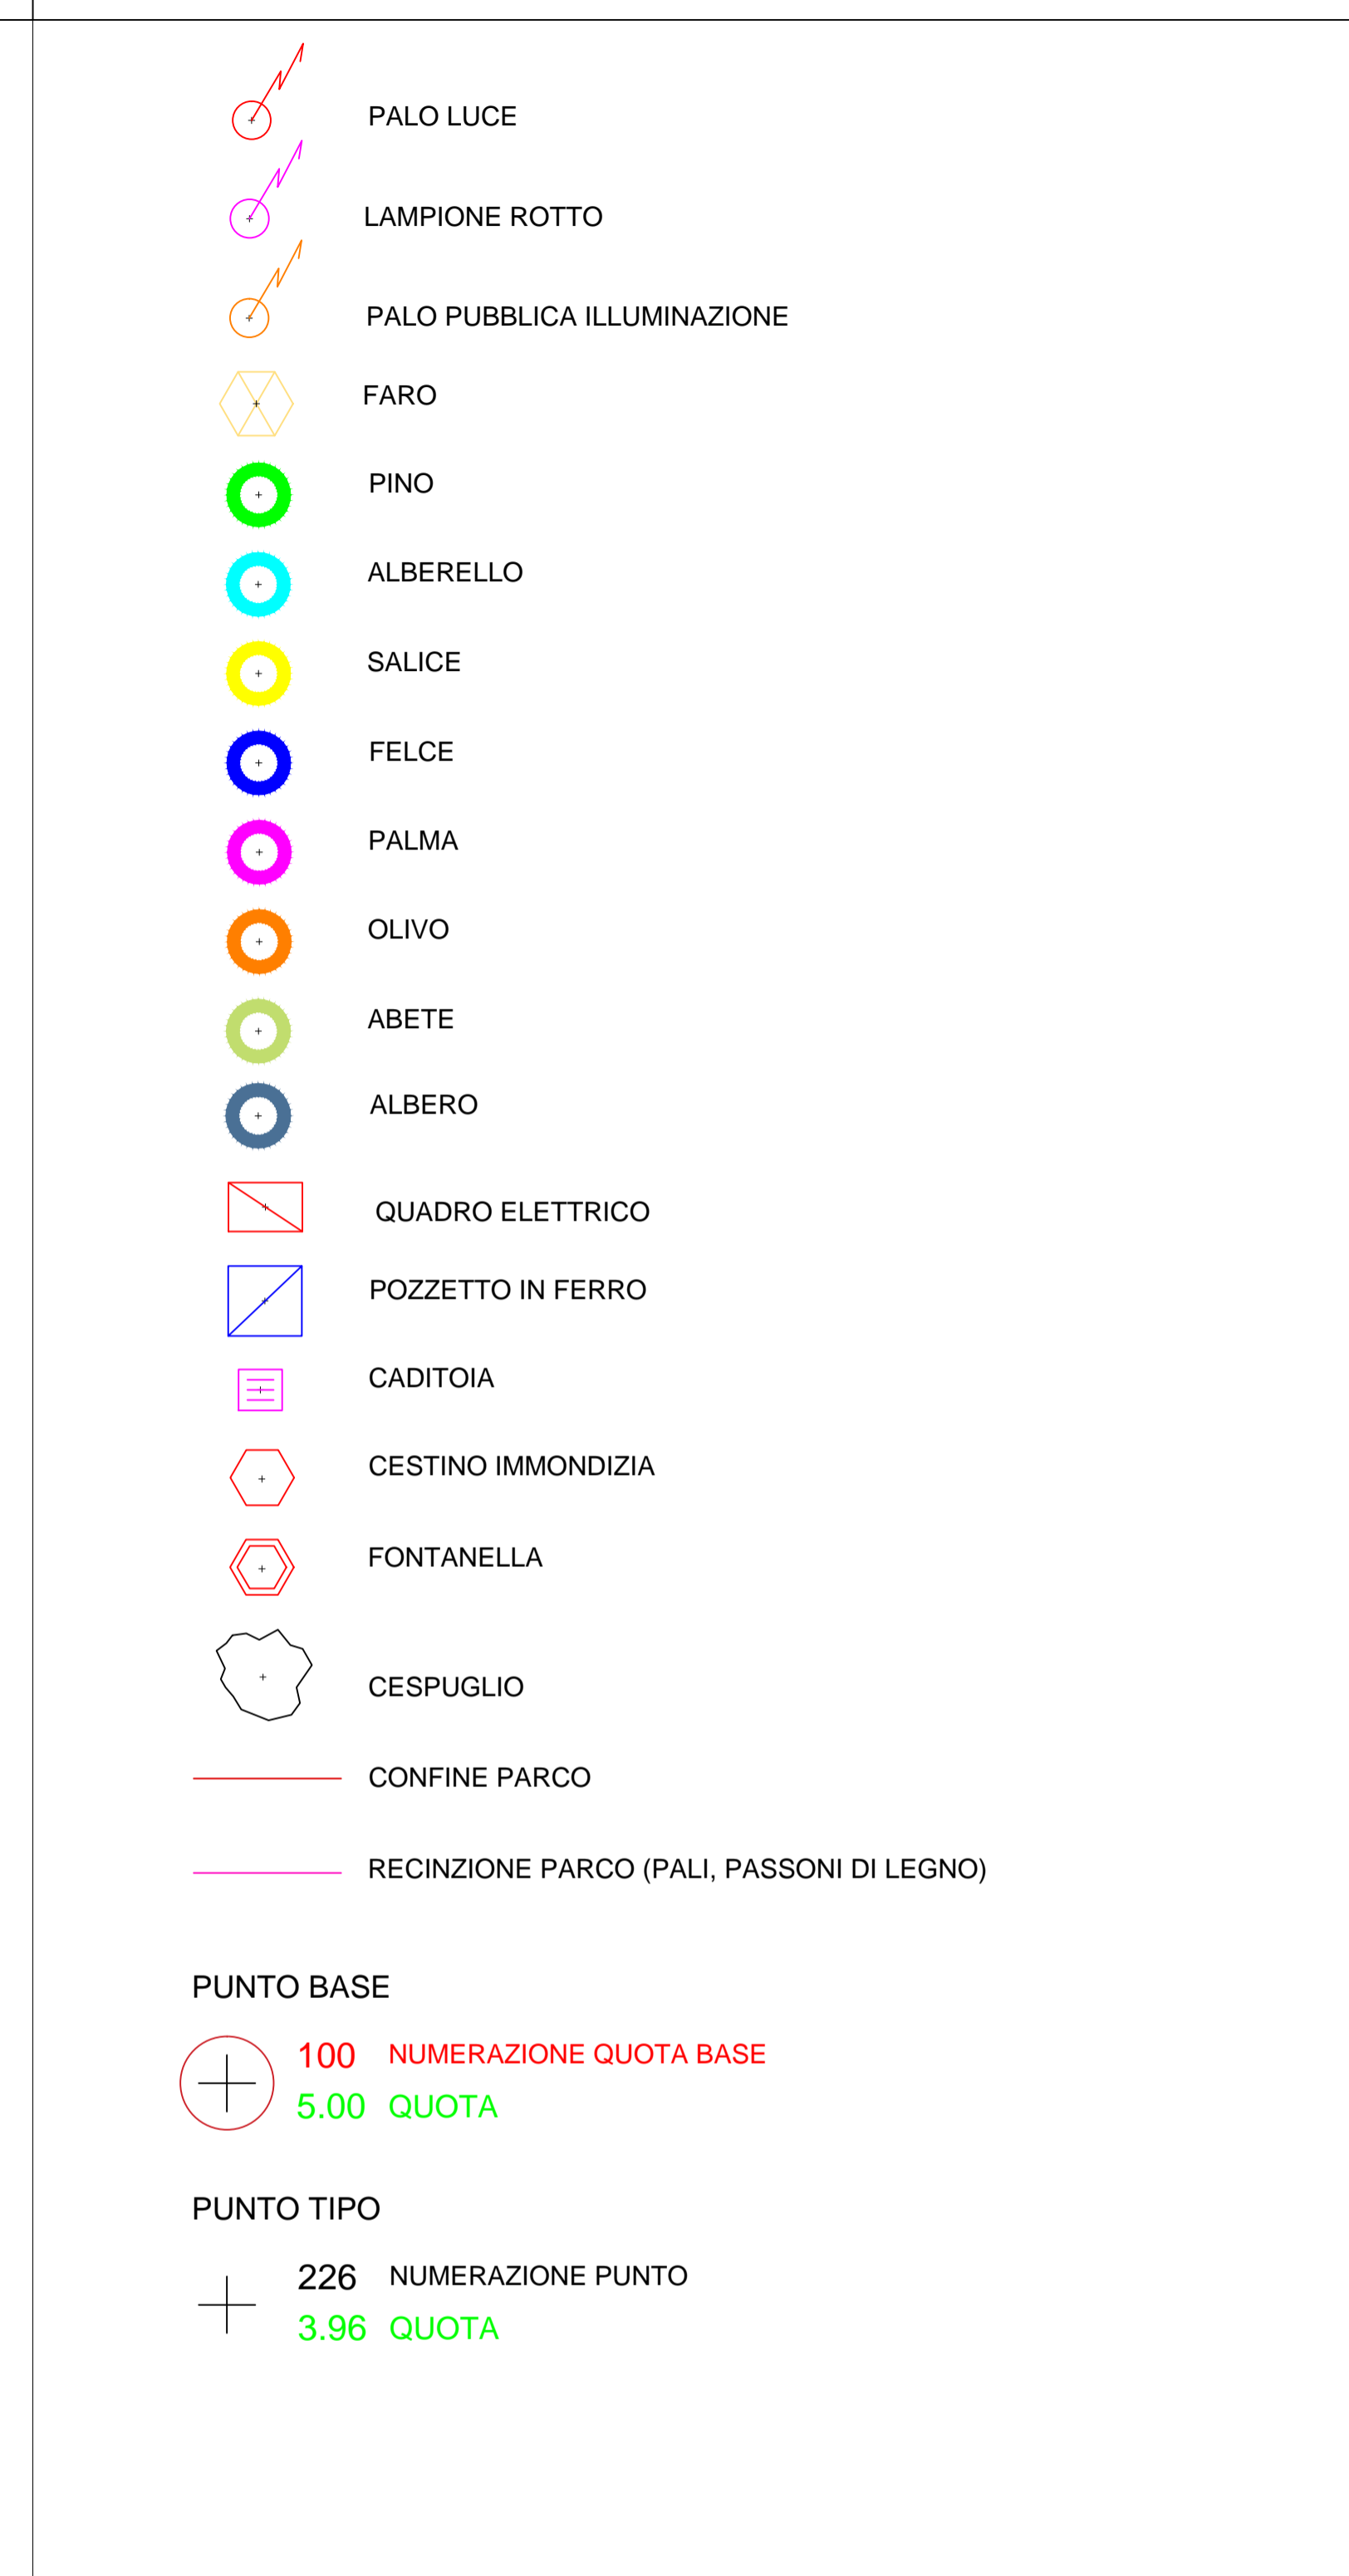 PALO LUCE
LAMPIONE ROTTO
PALO PUBBLICA ILLUMINAZIONE
FARO
PINO
ALBERELLO
SALICE
FELCE
PALMA
OLIVO
ABETE
ALBERO
QUADRO ELETTRICO
POZZETTO IN FERRO
CADITOIA
CESTINO IMMONDIZIA
FONTANELLA
CESPUGLIO
CONFINE PARCO
RECINZIONE PARCO (PALI, PASSONI DI LEGNO)
PUNTO BASE
100 NUMERAZIONE QUOTA BASE
5.00 QUOTA
PUNTO TIPO
226 NUMERAZIONE PUNTO
3.96 QUOTA